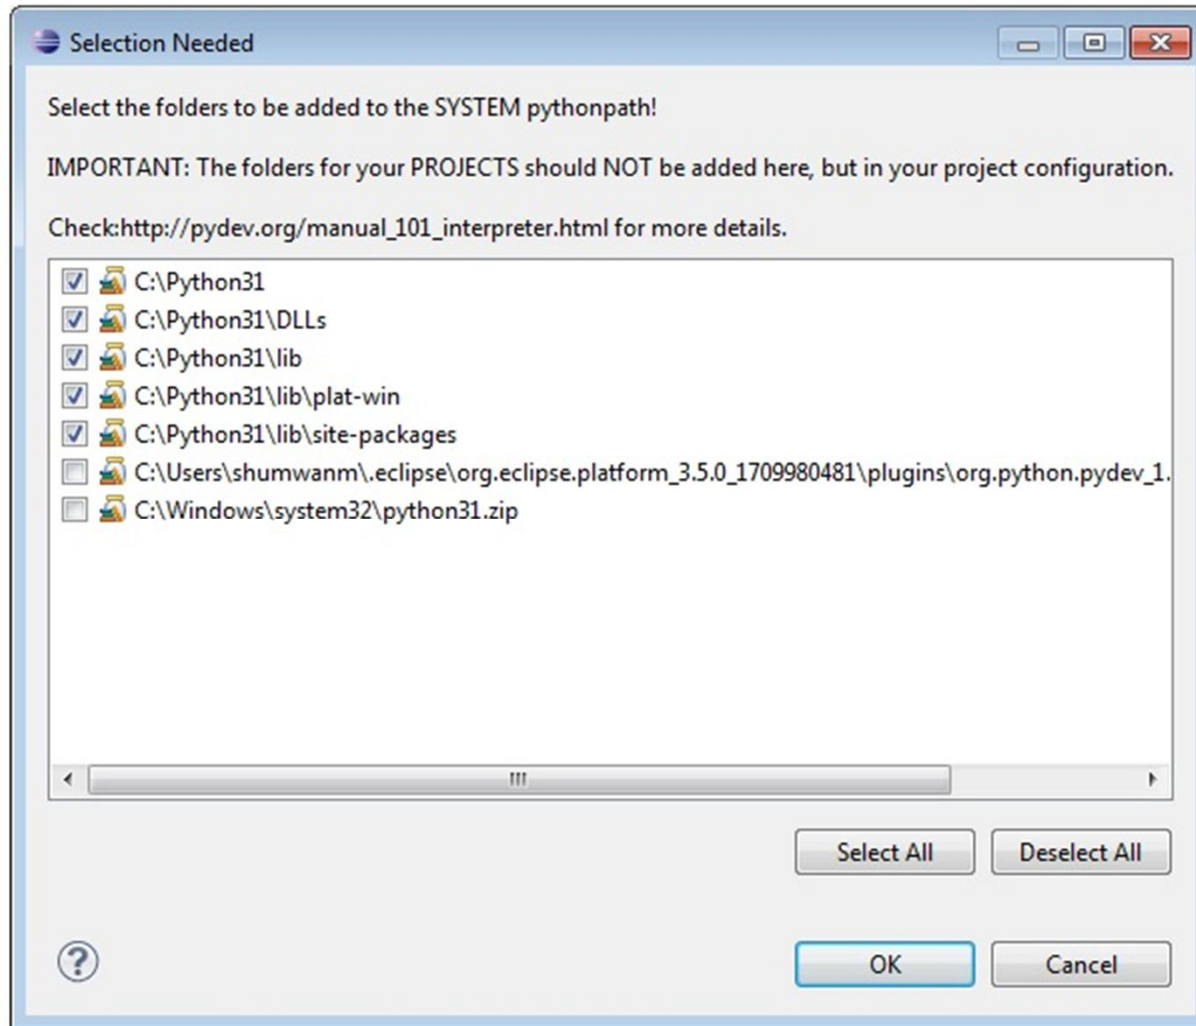 Selection Needed
Select the folders to be added to the SYSTEM pythonpath!
IMPORTANT: The folders for your PROJECTS should NOT be added here, but in your project configuration.
Check:http://pydev.org/manual_101_interpreter.html for more details.
C:\Python31
C:\Python31\DLLs
C:\Python31\lib
C:\Python31\lib\plat-win
C:\Python31\lib\site-packages
C:\Users\shumwanm\.eclipse\org.eclipse.platform_3.5.0_1709980481\plugins\org.python.pydev_1.
C:\Windows\system32\python31.zip
Select All Deselect All
? OK Cancel